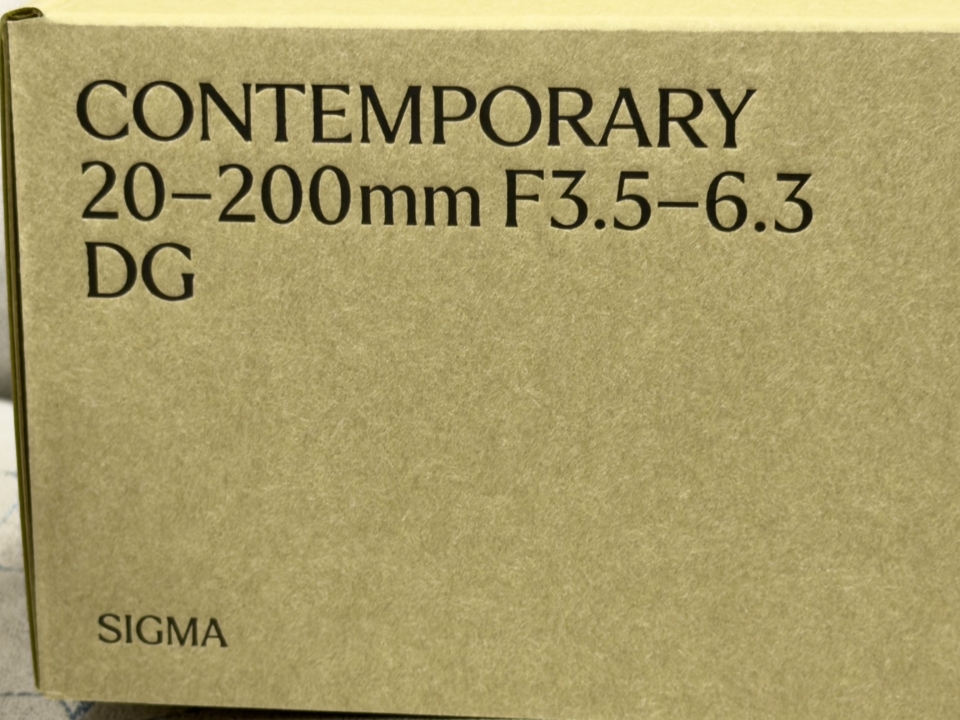 CONTEMPORARY
20–200mm F3.5–6.3
DG
SIGMA